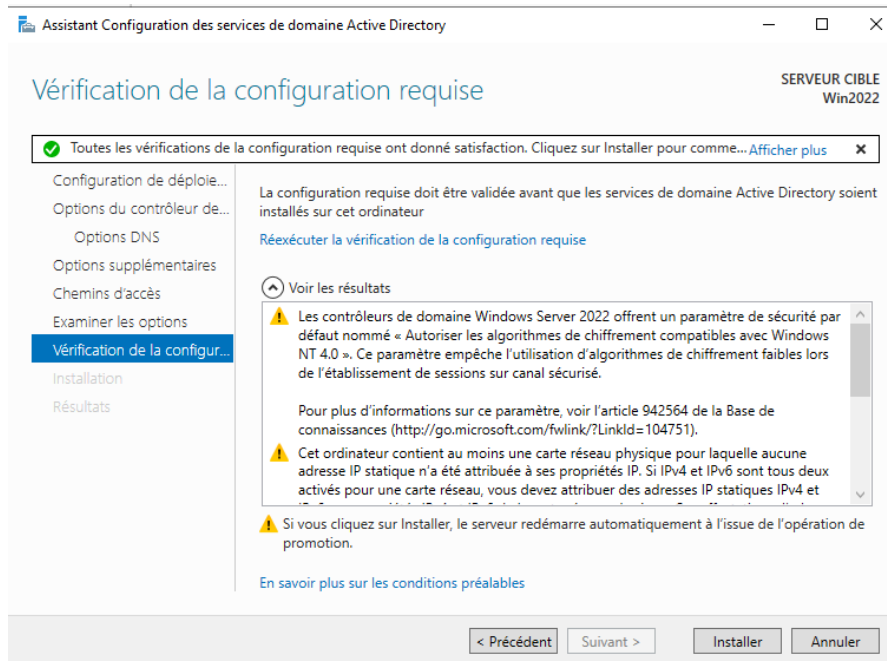 Assistant Configuration des services de domaine Active Directory
Vérification de la configuration requise
SERVEUR CIBLE
Win2022
Toutes les vérifications de la configuration requise ont donné satisfaction. Cliquez sur Installer pour comme... Afficher plus
Configuration de déploie...
Options du contrôleur de...
Options DNS
Options supplémentaires
Chemins d'accès
Examiner les options
Vérification de la configur...
Installation
Résultats
La configuration requise doit être validée avant que les services de domaine Active Directory soient
installés sur cet ordinateur
Réexécuter la vérification de la configuration requise
Voir les résultats
Les contrôleurs de domaine Windows Server 2022 offrent un paramètre de sécurité par
défaut nommé « Autoriser les algorithmes de chiffrement compatibles avec Windows
NT 4.0 ». Ce paramètre empêche l'utilisation d'algorithmes de chiffrement faibles lors
de l'établissement de sessions sur canal sécurisé.
Pour plus d'informations sur ce paramètre, voir l'article 942564 de la Base de
connaissances (http://go.microsoft.com/fwlink/?LinkId=104751).
Cet ordinateur contient au moins une carte réseau physique pour laquelle aucune
adresse IP statique n'a été attribuée à ses propriétés IP. Si IPv4 et IPv6 sont tous deux
activés pour une carte réseau, vous devez attribuer des adresses IP statiques IPv4 et
Si vous cliquez sur Installer, le serveur redémarre automatiquement à l'issue de l'opération de
promotion.
En savoir plus sur les conditions préalables
< Précédent
Suivant >
Installer
Annuler